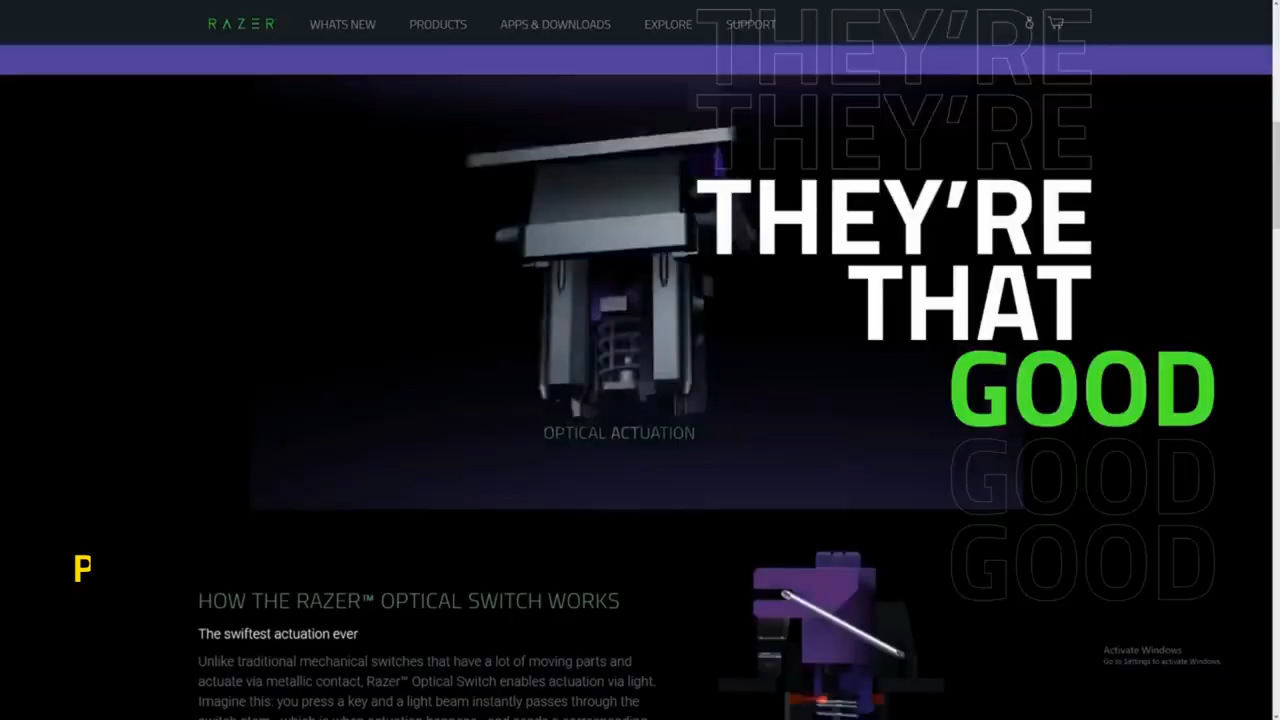 RAZER
WHATS NEW
PRODUCTS
APPS & DOWNLOADS
EXPLORE
SUPPORT
THEY'RE
THEY'RE
THEY'RE
THAT
GOOD
GOOD
GOOD
OPTICAL ACTUATION
P
HOW THE RAZER™ OPTICAL SWITCH WORKS
The swiftest actuation ever
Unlike traditional mechanical switches that have a lot of moving parts and
actuate via metallic contact, Razer™ Optical Switch enables actuation via light.
Imagine this: you press a key and a light beam instantly passes through the
Activate Windows
Go to Settings to activate Windows.